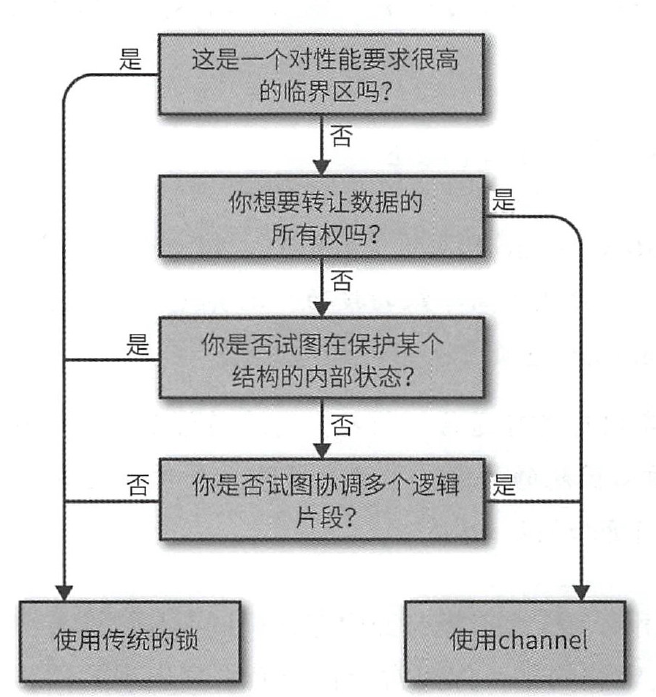 是
这是一个对性能要求很高
的临界区吗？
否
你想要转让数据的
所有权吗？
是
否
是
你是否试图在保护某个
结构的内部状态？
否
否
你是否试图协调多个逻辑
片段？
是
使用传统的锁
使用channel